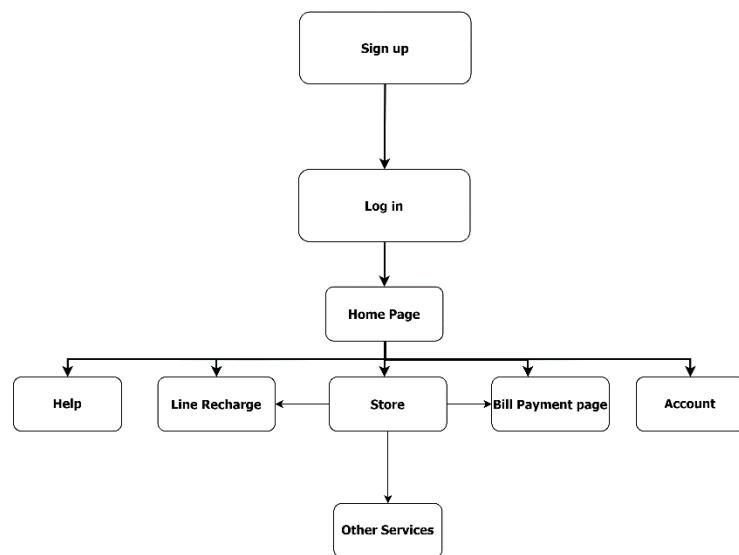 Sign up
Log in
Home Page
Help
Line Recharge
Store
Bill Payment page
Account
Other Services